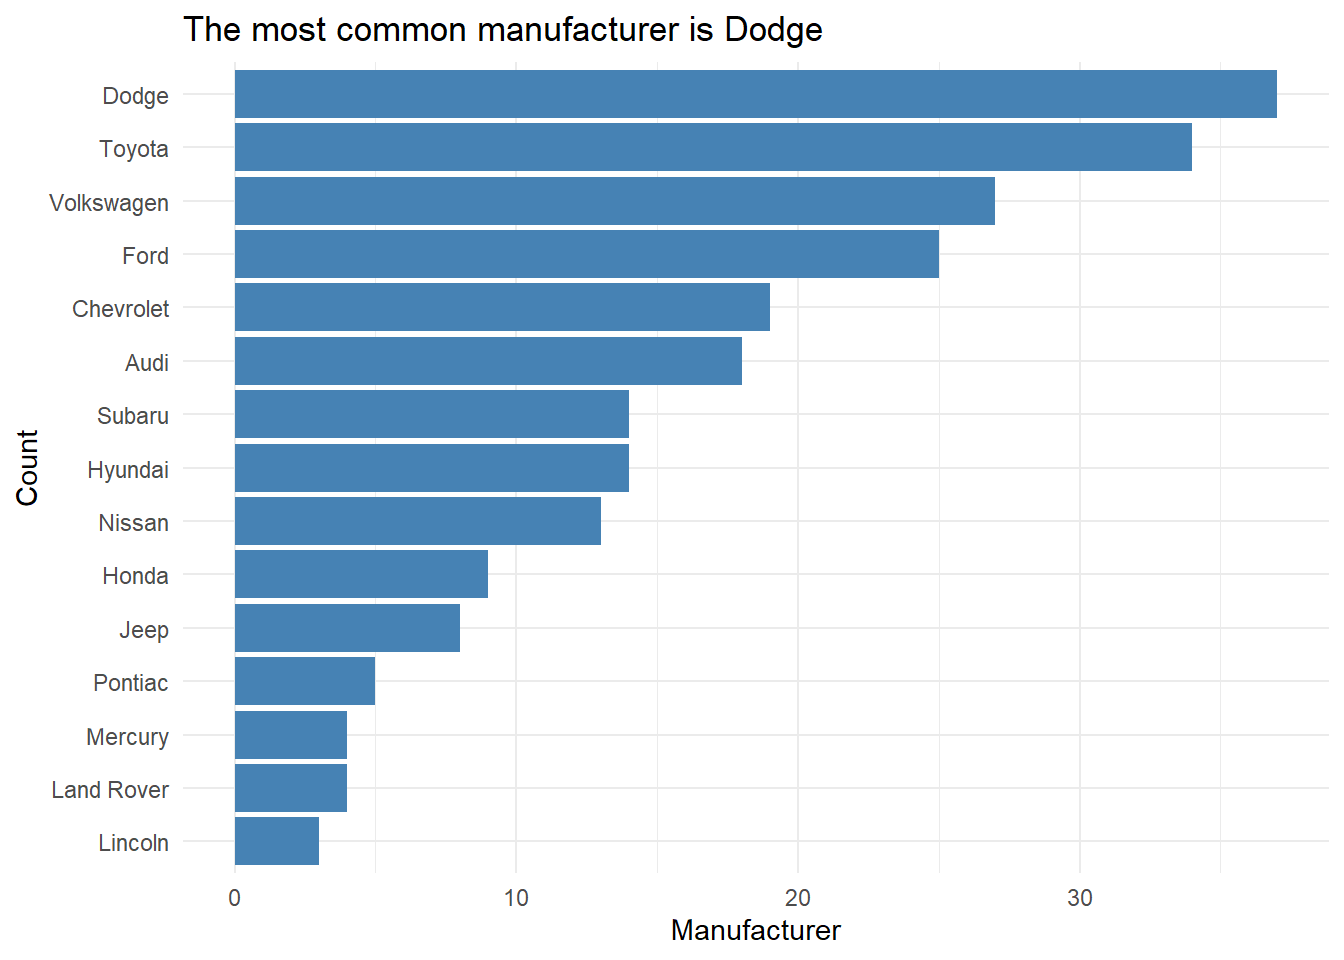 The most common manufacturer is Dodge
Dodge
Toyota
Volkswagen
Ford
Chevrolet
Audi
Subaru
Hyundai
Nissan
Honda
Jeep
Pontiac
Mercury
Land Rover
Lincoln
Count
0 10 20 30
Manufacturer